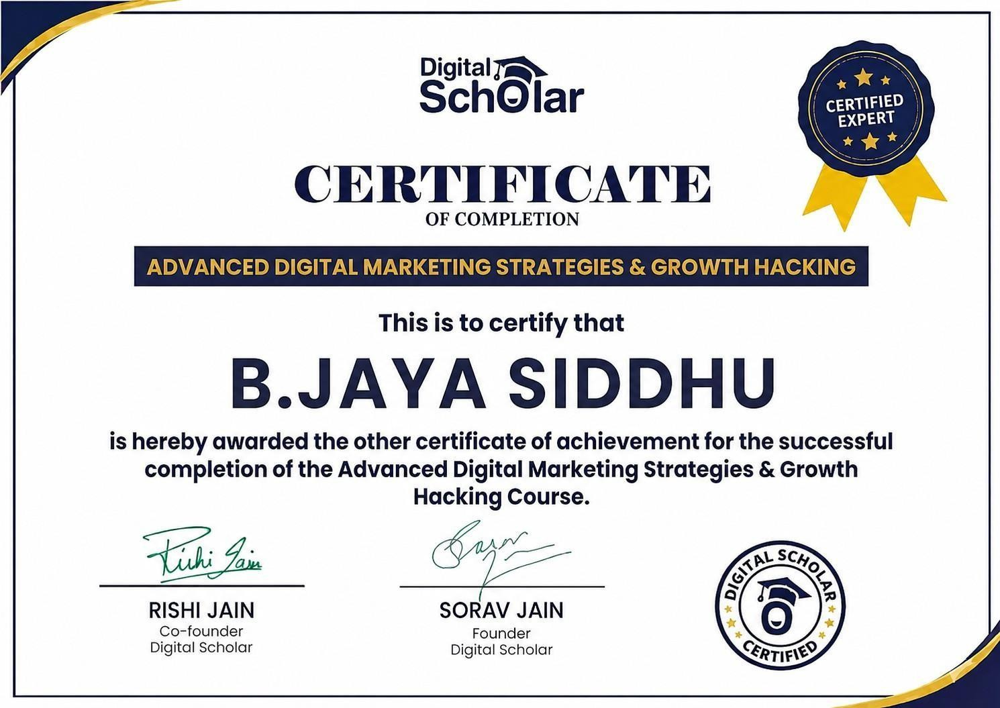 Digital
Scholar
CERTIFIED
EXPERT
CERTIFICATE
OF COMPLETION
ADVANCED DIGITAL MARKETING STRATEGIES & GROWTH HACKING
This is to certify that
B.JAYA SIDDHU
is hereby awarded the other certificate of achievement for the successful
completion of the Advanced Digital Marketing Strategies & Growth
Hacking Course.
Rishi Jain
Sorav
RISHI JAIN
Co-founder
Digital Scholar
SORAV JAIN
Founder
Digital Scholar
DIGITAL SCHOLAR
CERTIFIED